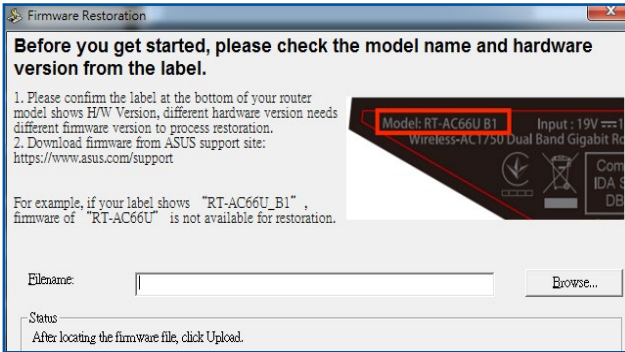 Firmware Restoration
Before you get started, please check the model name and hardware
version from the label.
1. Please confirm the label at the bottom of your router
model shows H/W Version, different hardware version needs
different firmware version to process restoration.
2. Download firmware from ASUS support site:
https://www.asus.com/support
For example, if your label shows “RT-AC66U_B1”,
firmware of “RT-AC66U” is not available for restoration.
Model: RT-AC66U B1 Input : 19V
Wireless-AC1750 Dual Band Gigabit
Com
IDA
DB
Filename:
Browse...
Status
After locating the firmware file, click Upload.